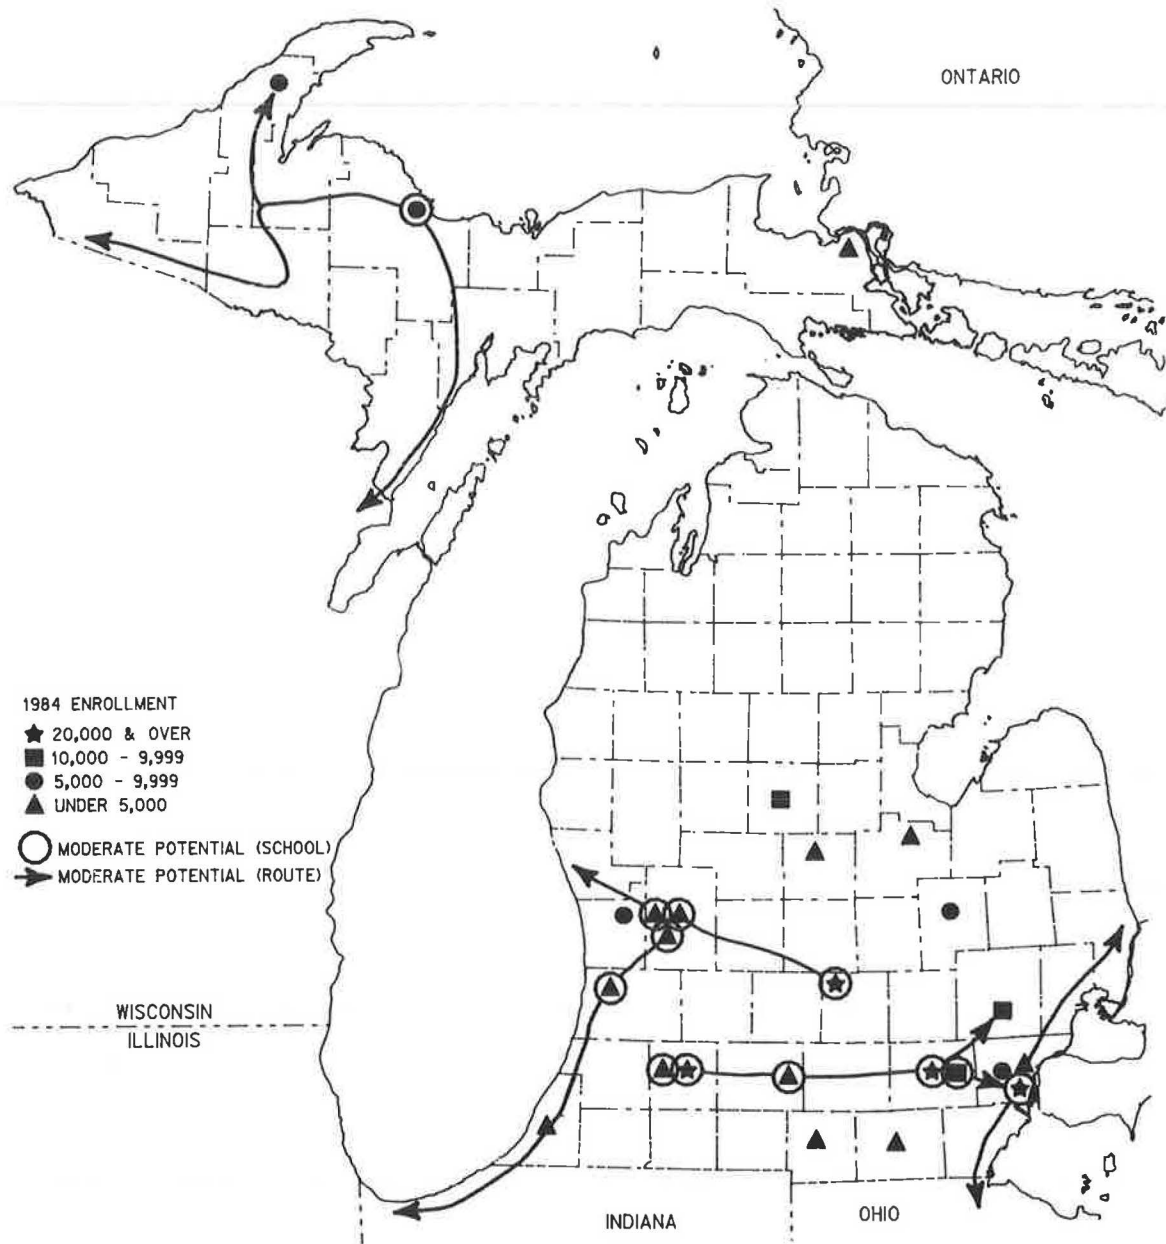 ONTARIO
1984 ENROLLMENT
20,000 & OVER
10,000 - 9,999
5,000 - 9,999
UNDER 5,000
MODERATE POTENTIAL (SCHOOL)
MODERATE POTENTIAL (ROUTE)
WISCONSIN
ILLINOIS
INDIANA
OHIO